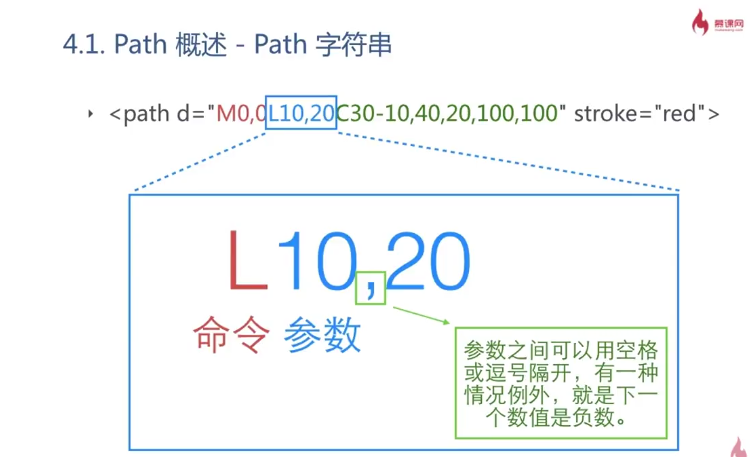 慕课网
4.1. Path 概述 - Path 字符串
<path d="M0,0L10,20C30-10,40,20,100,100" stroke="red">
L10,20
命令 参数
参数之间可以用空格
或逗号隔开，有一种
情况例外，就是下一
个数值是负数。